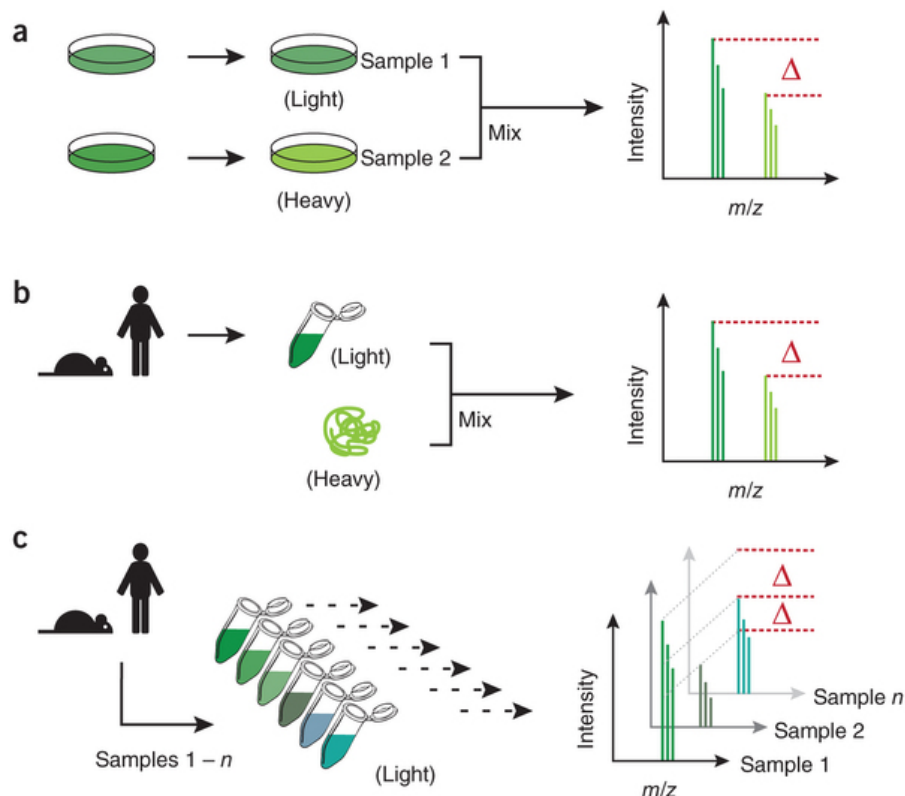 a
Sample 1
(Light)
Sample 2
(Heavy)
Mix
Intensity
Δ
m/z
b
(Light)
(Heavy)
Mix
Intensity
Δ
m/z
c
Samples 1 – n
(Light)
Intensity
Δ
Δ
Sample n
Sample 2
Sample 1
m/z